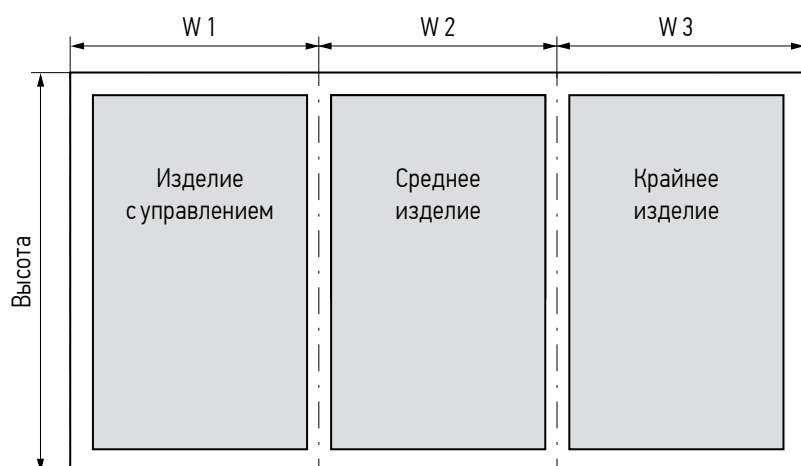 W 1
W 2
W 3
Изделие
с управлением
Среднее
изделие
Крайнее
изделие
Высота